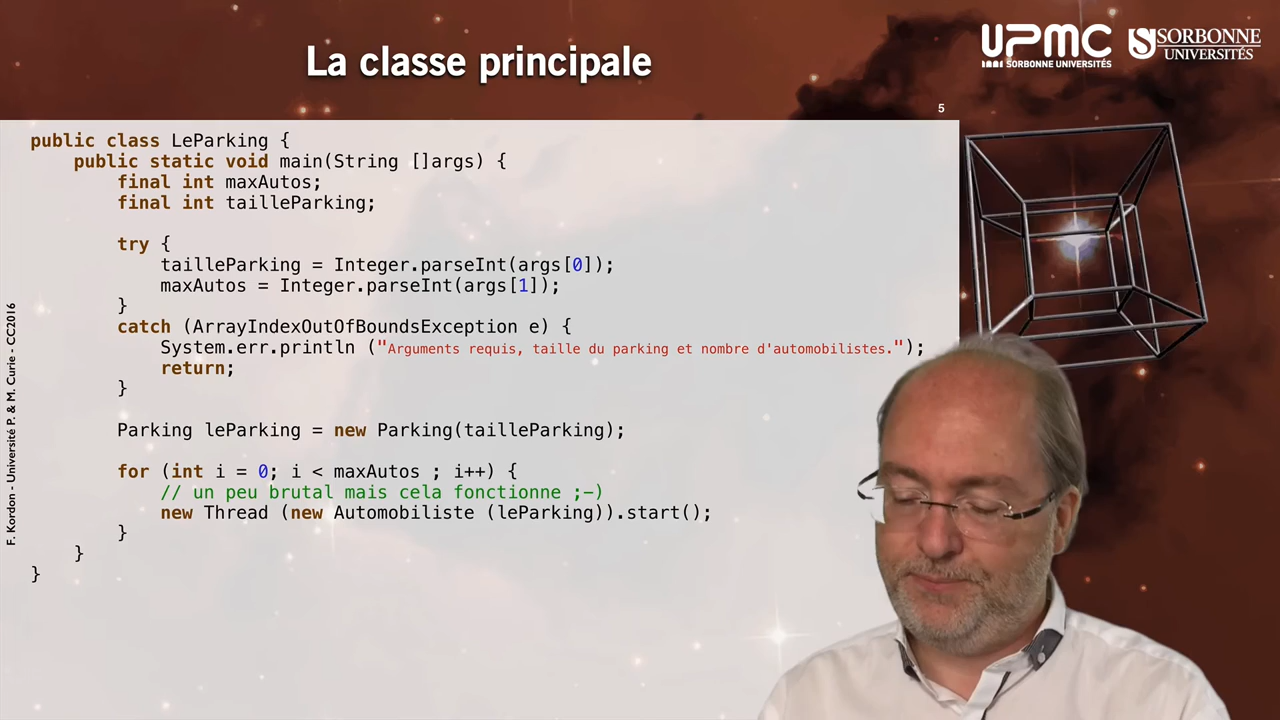 La classe principale
UPMC
SORBONNE UNIVERSITÉS
SORBONNE
UNIVERSITÉS
5
public class LeParking {
public static void main(String []args) {
final int maxAutos;
final int tailleParking;
try {
tailleParking = Integer.parseInt(args[0]);
maxAutos = Integer.parseInt(args[1]);
}
catch (ArrayIndexOutOfBoundsException e) {
System.err.println ("Arguments requis, taille du parking et nombre d'automobilistes.");
return;
}
Parking leParking = new Parking(tailleParking);
for (int i = 0; i < maxAutos ; i++) {
// un peu brutal mais cela fonctionne ;-)
new Thread (new Automobiliste (leParking)).start();
}
}
}
F. Kordon - Université P. & M. Curie - CC2016